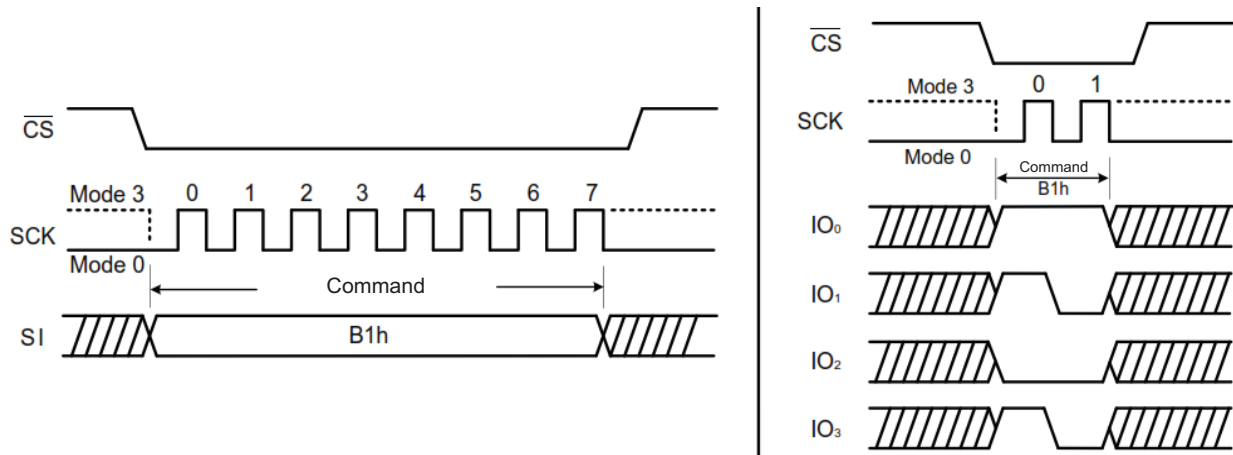 CS
Mode 3 0 1 2 3 4 5 6 7
SCK
Mode 0
Command
SI B1h
CS
Mode 3 0 1
SCK
Mode 0 Command
B1h
IO₀
IO₁
IO₂
IO₃